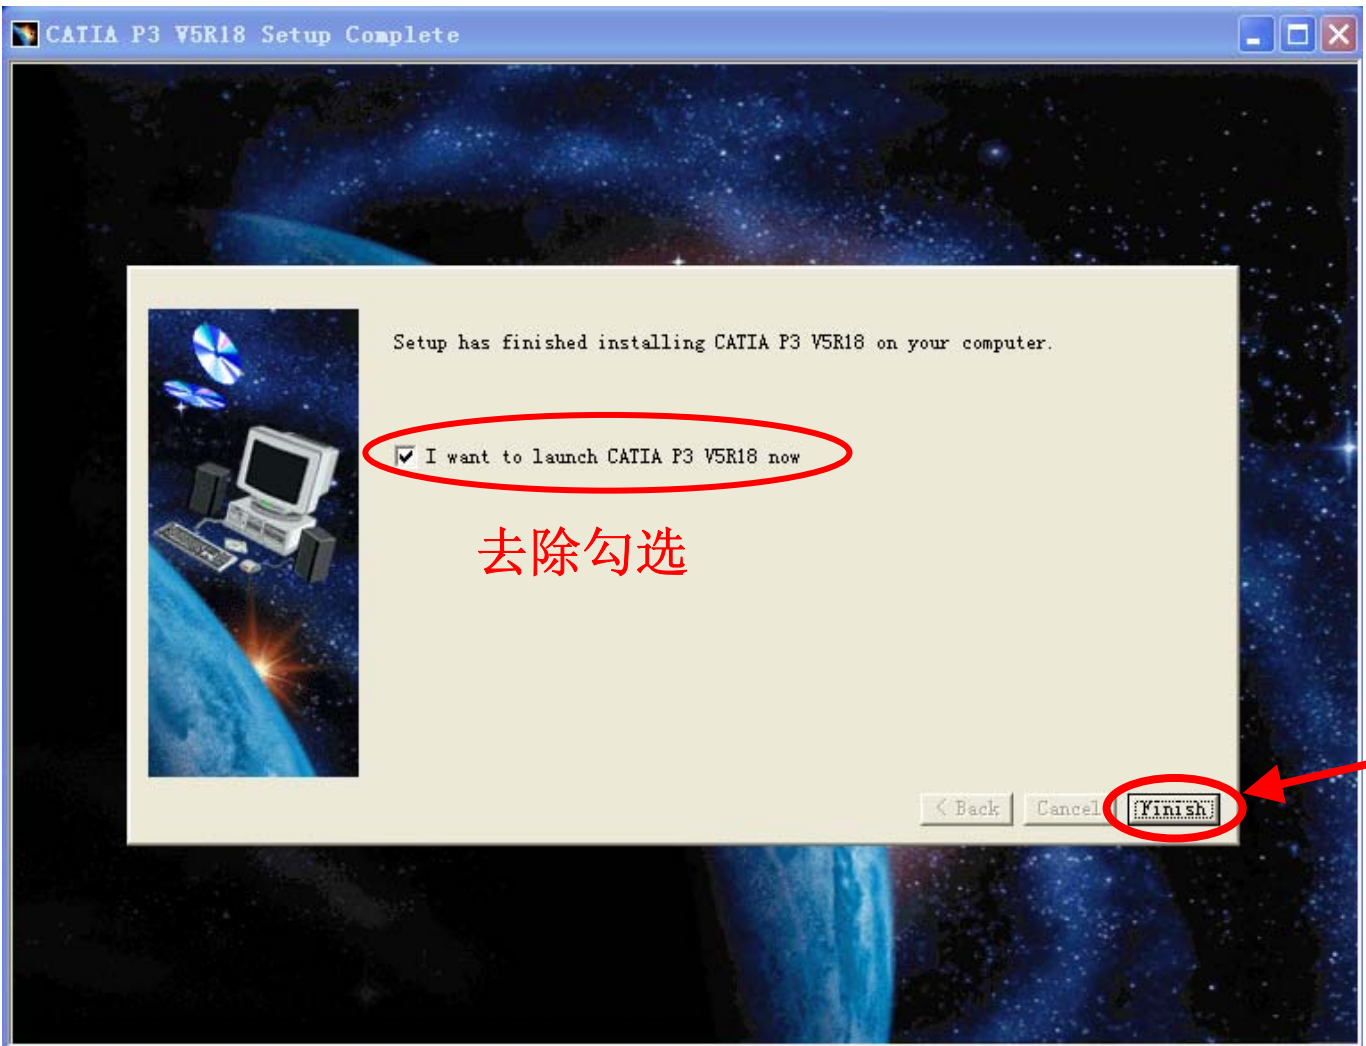 CATIA P3 V5R18 Setup Complete
Setup has finished installing CATIA P3 V5R18 on your computer.
I want to launch CATIA P3 V5R18 now
去除勾选
< Back
Cancel
Finish